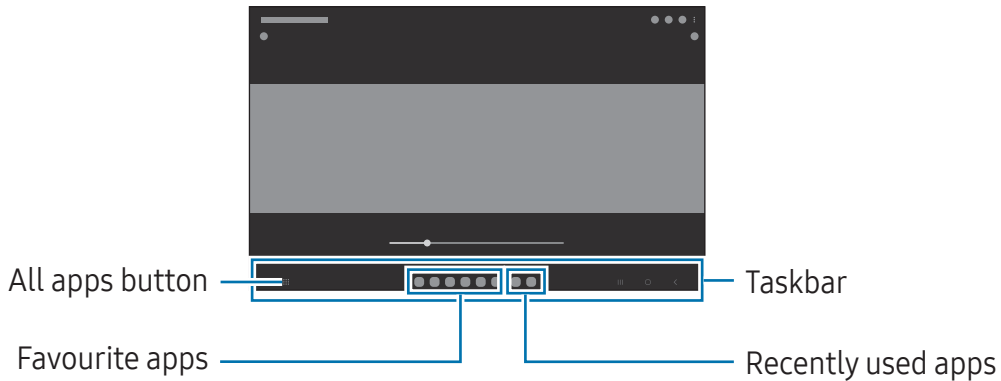 All apps button
Taskbar
Favourite apps
Recently used apps